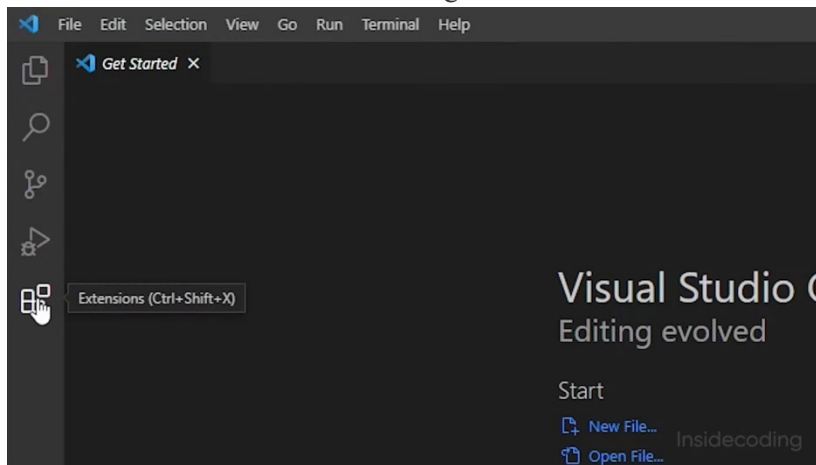 File Edit Selection View Go Run Terminal Help
Get Started
Extensions (Ctrl+Shift+X)
Visual Studio
Editing evolved
Start
New File...
Open File...
Insidecoding